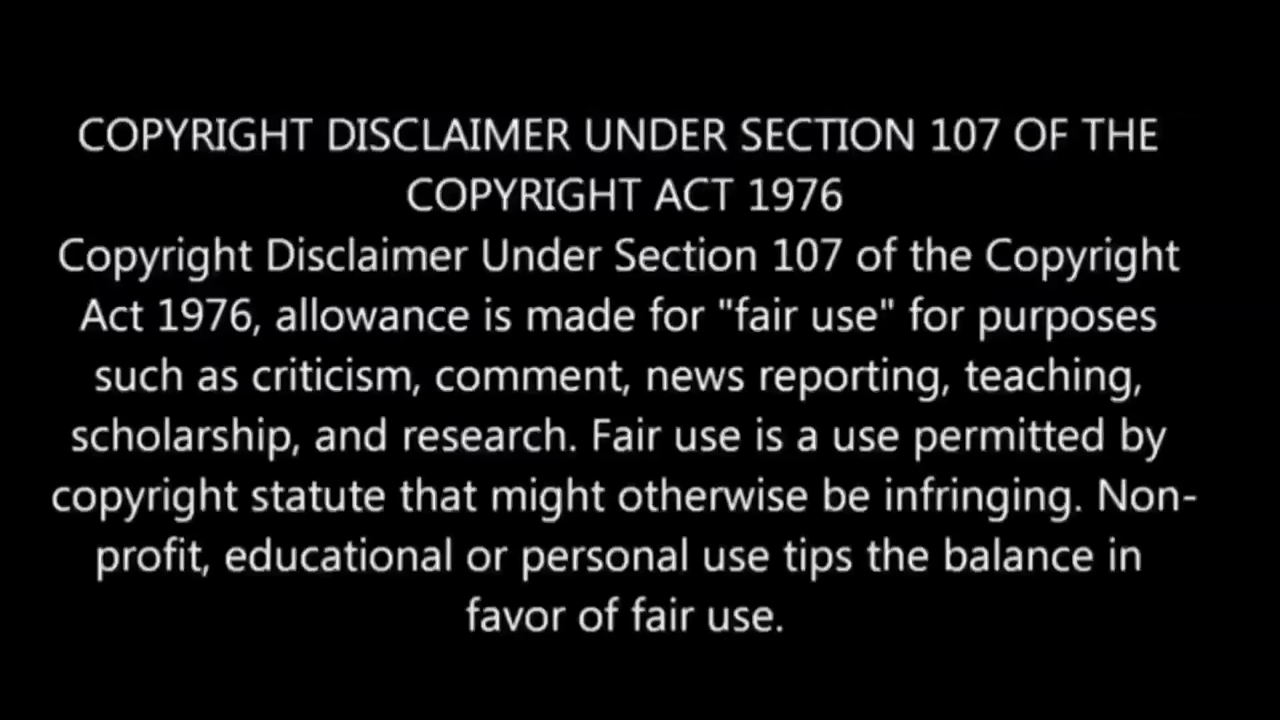 COPYRIGHT DISCLAIMER UNDER SECTION 107 OF THE
COPYRIGHT ACT 1976
Copyright Disclaimer Under Section 107 of the Copyright
Act 1976, allowance is made for "fair use" for purposes
such as criticism, comment, news reporting, teaching,
scholarship, and research. Fair use is a use permitted by
copyright statute that might otherwise be infringing. Non-
profit, educational or personal use tips the balance in
favor of fair use.